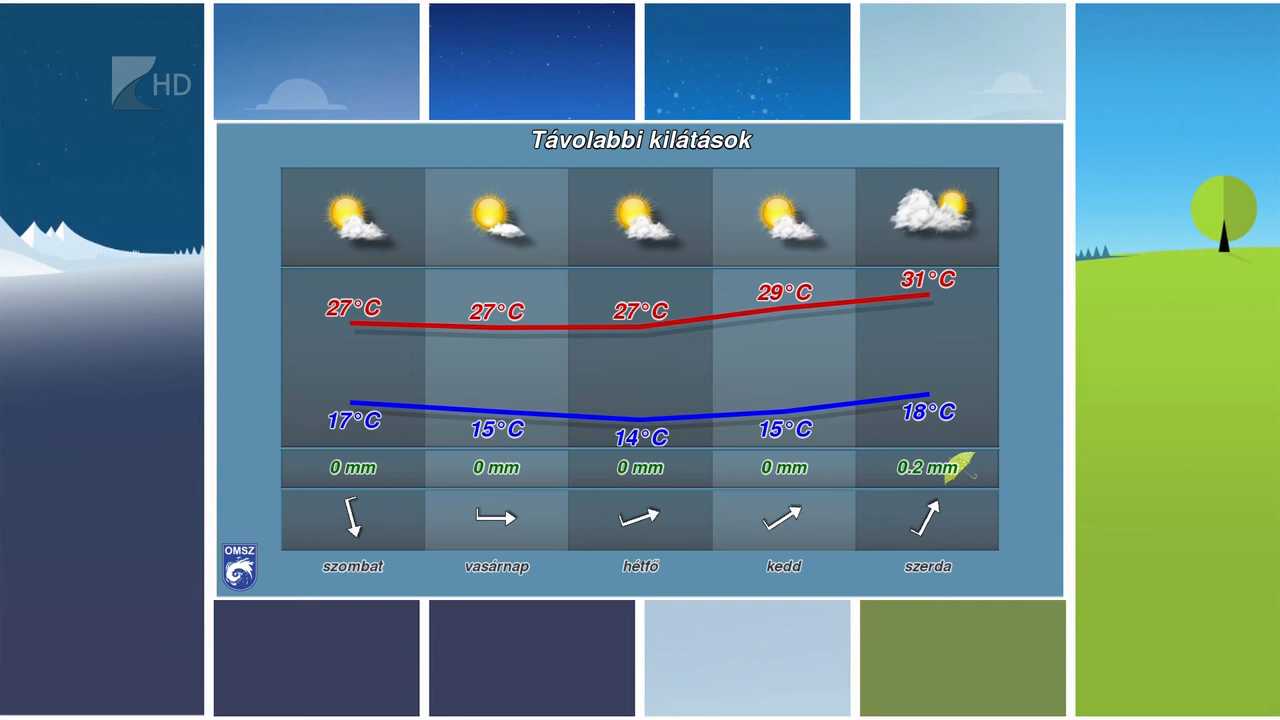 HD
Távolabbi kilátások
27°C 27°C 27°C 29°C 31°C
17°C 15°C 14°C 15°C 18°C
0 mm 0 mm 0 mm 0 mm 0.2 mm
OMSZ
szombat vasárnap hétfő kedd szerda